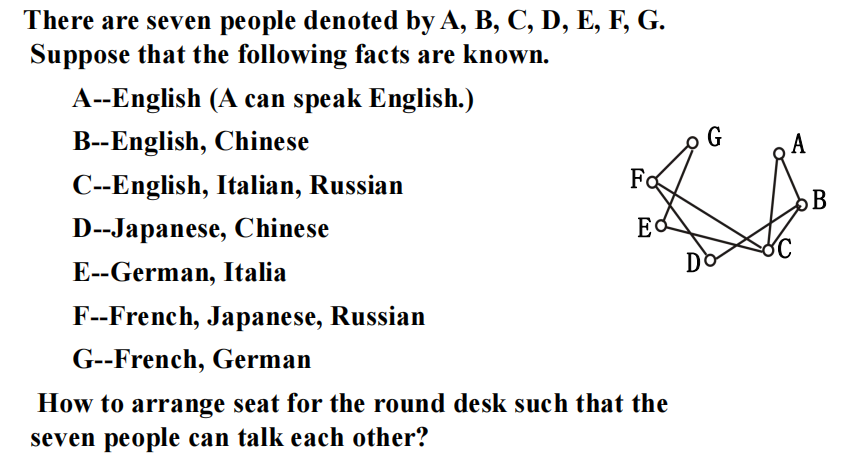 There are seven people denoted by A, B, C, D, E, F, G.
Suppose that the following facts are known.
A--English (A can speak English.)
B--English, Chinese
C--English, Italian, Russian
D--Japanese, Chinese
E--German, Italia
F--French, Japanese, Russian
G--French, German
How to arrange seat for the round desk such that the
seven people can talk each other?
G
A
F
B
E
D
C